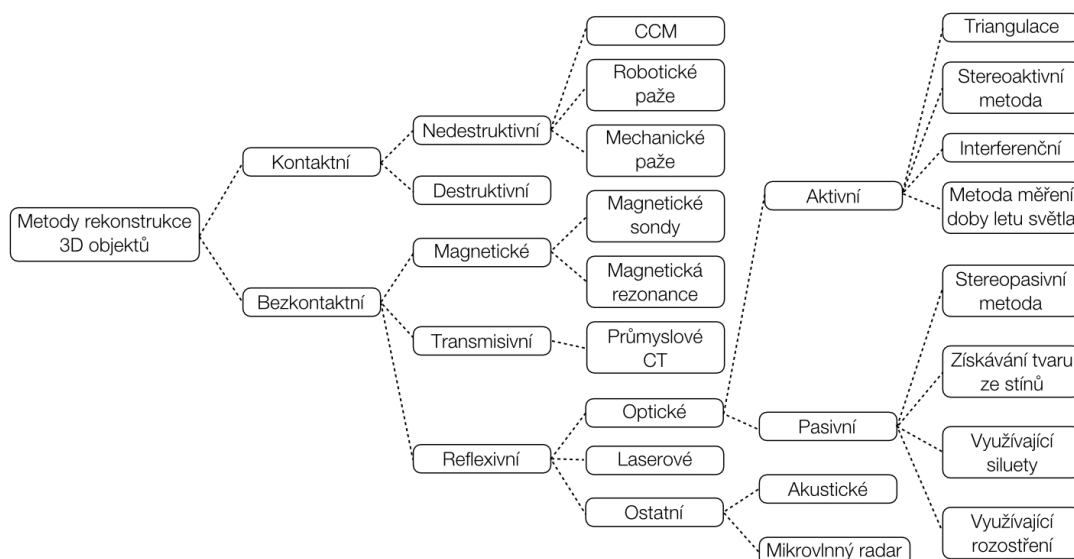 Metody rekonstrukce
3D objektů
Kontaktní
Bezkontaktní
Nedestruktivní
Destruktivní
Magnetické
Transmisivní
Reflexivní
CCM
Robotické
paže
Mechanické
paže
Magnetické
sondy
Magnetická
rezonance
Průmyslové
CT
Optické
Laserové
Ostatní
Aktivní
Pasivní
Akustické
Mikrovlnný radar
Triangulace
Stereoaktivní
metoda
Interferenční
Metoda měření
doby letu světla
Stereopasivní
metoda
Získávání tvaru
ze stínů
Využívající
siluety
Využívající
rozostření